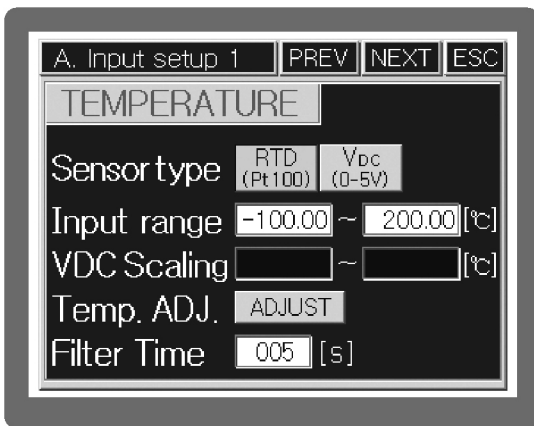 A. Input setup 1 PREV NEXT ESC
TEMPERATURE
Sensor type RTD (Pt100) VDC (0-5V)
Input range -100.00 ~ 200.00 [℃]
VDC Scaling ~ [℃]
Temp. ADJ. ADJUST
Filter Time 005 [s]